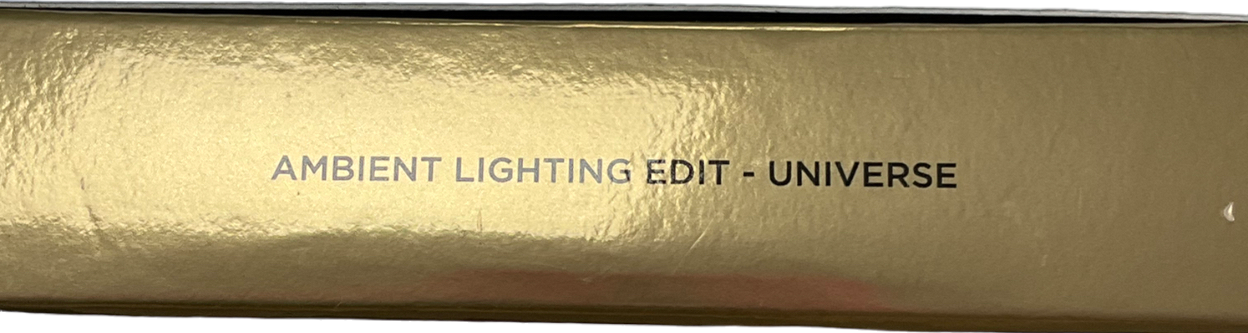 AMBIENT LIGHTING EDIT - UNIVERSE